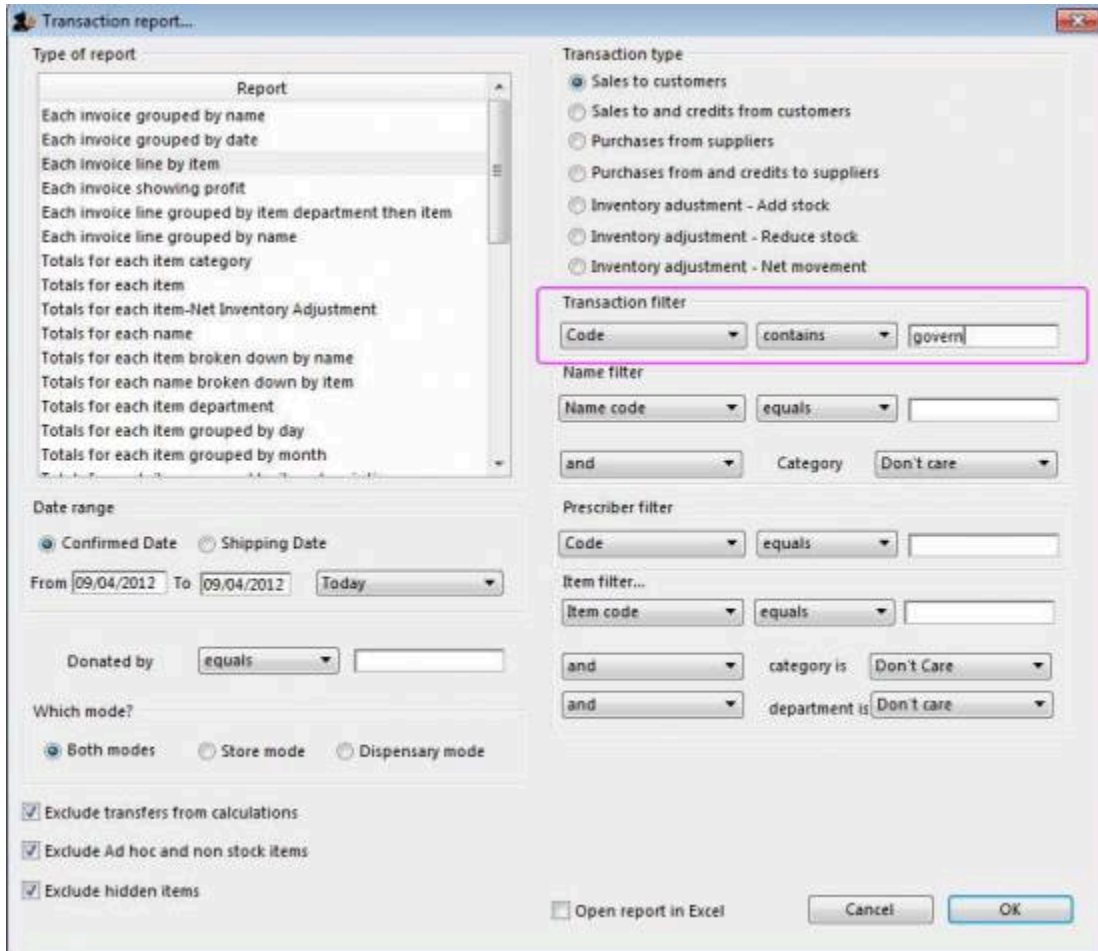 Transaction report...
Type of report
Report
Each invoice grouped by name
Each invoice grouped by date
Each invoice line by item
Each invoice showing profit
Each invoice line grouped by item department then item
Each invoice line grouped by name
Totals for each item category
Totals for each item
Totals for each item-Net Inventory Adjustment
Totals for each name
Totals for each item broken down by name
Totals for each name broken down by item
Totals for each item department
Totals for each item grouped by day
Totals for each item grouped by month
Date range
Confirmed Date Shipping Date
From 09/04/2012 To 09/04/2012 Today
Donated by equals
Which mode?
Both modes Store mode Dispensary mode
Exclude transfers from calculations
Exclude Ad hoc and non stock items
Exclude hidden items
Transaction type
Sales to customers
Sales to and credits from customers
Purchases from suppliers
Purchases from and credits to suppliers
Inventory adustment - Add stock
Inventory adjustment - Reduce stock
Inventory adjustment - Net movement
Transaction filter
Code contains govern
Name filter
Name code equals
and Category Don't care
Prescriber filter
Code equals
Item filter...
Item code equals
and category is Don't Care
and department is Don't care
Open report in Excel Cancel OK